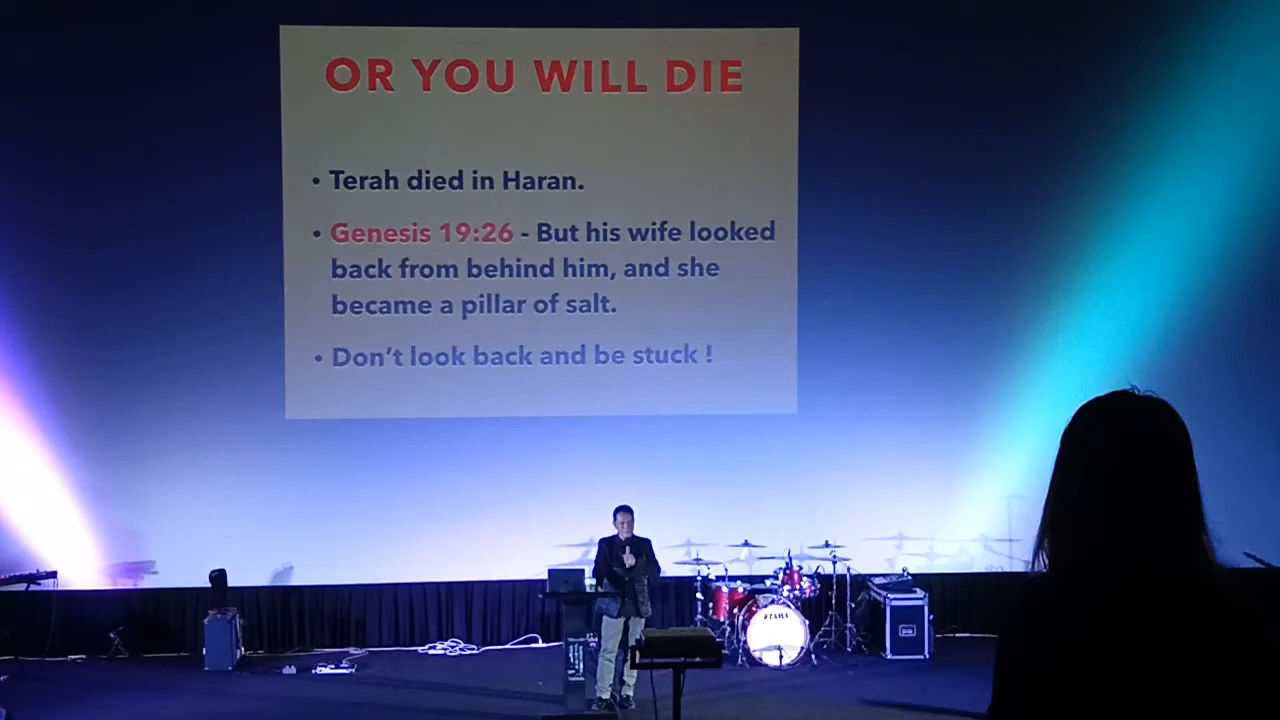 OR YOU WILL DIE
• Terah died in Haran.
• Genesis 19:26 - But his wife looked
back from behind him, and she
became a pillar of salt.
• Don't look back and be stuck !
TAMA